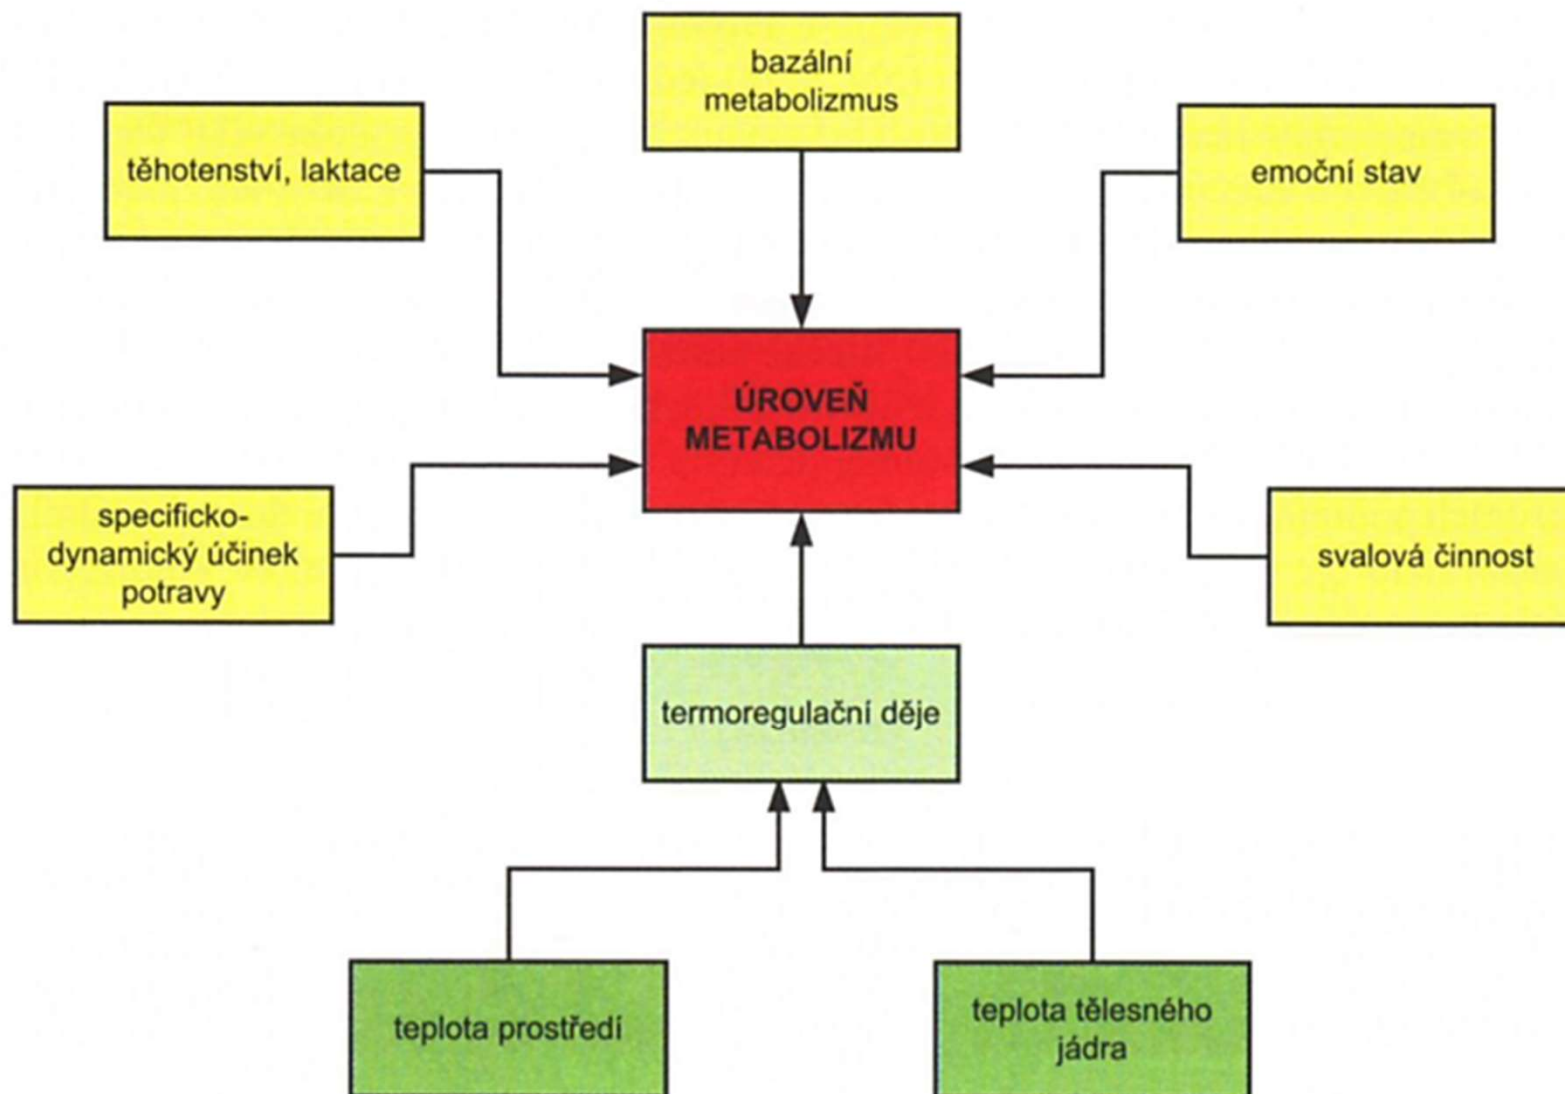 bazální
metabolizmus
těhotenství, laktace
emoční stav
ÚROVEŇ
METABOLIZMU
specificko-
dynamický účinek
potravy
svalová činnost
termoregulační děje
teplota prostředí
teplota tělesného
jádra